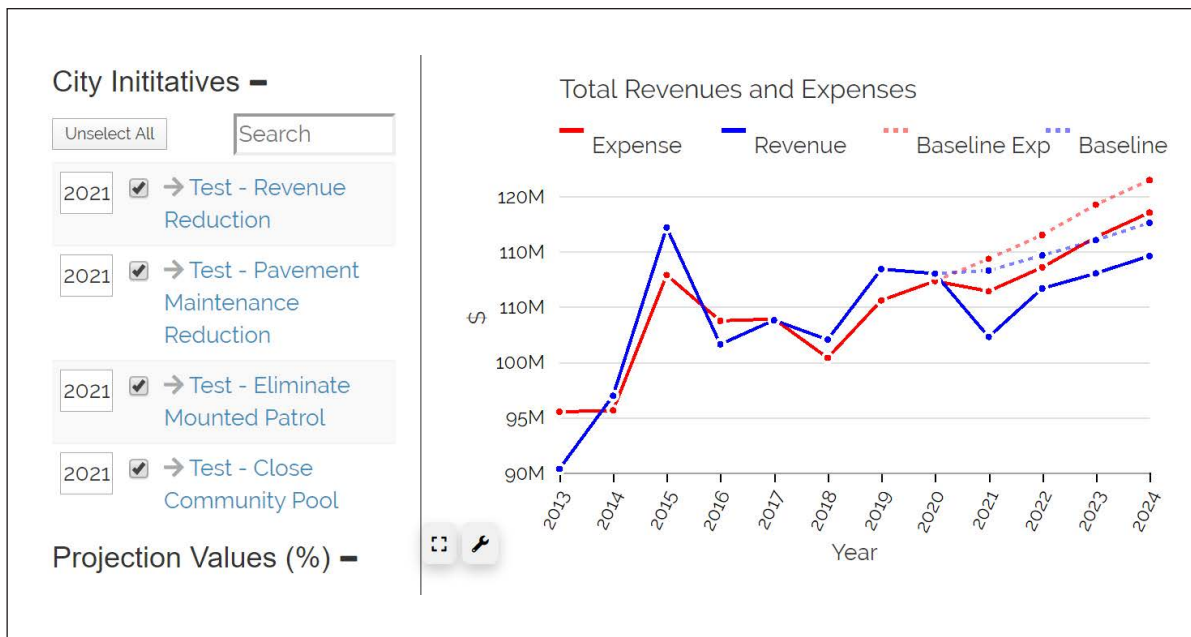 City Inititatives
Unselect All
Search
2021
Test - Revenue
Reduction
2021
Test - Pavement
Maintenance
Reduction
2021
Test - Eliminate
Mounted Patrol
2021
Test - Close
Community Pool
Projection Values (%)
Total Revenues and Expenses
Expense
Revenue
Baseline Exp
Baseline
120M
110M
110M
100M
95M
90M
$
2013
2014
2015
2016
2017
2018
2019
2020
2021
2022
2023
2024
Year